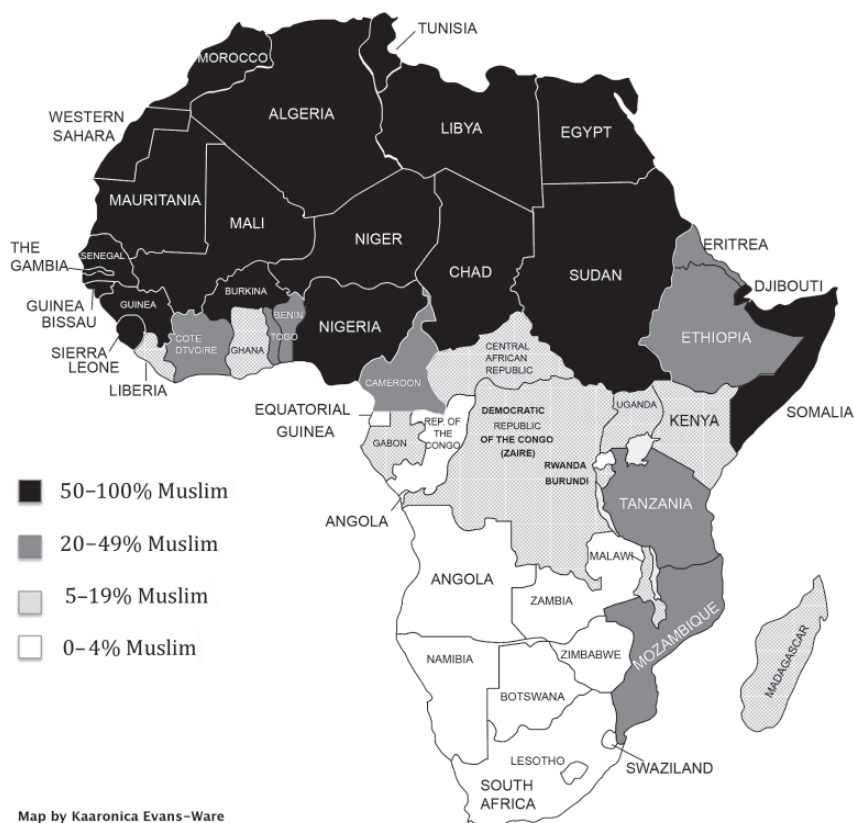 TUNISIA
MOROCCO
WESTERN
SAHARA
ALGERIA
LIBYA
EGYPT
MAURITANIA
MALI
NIGER
CHAD
SUDAN
ERITREA
THE
GAMBIA
SENEGAL
DJIBOUTI
GUINEA
BISSAU
GUINEA
BURKINA
BENIN
NIGERIA
ETHIOPIA
SIERRA
LEONE
COTE
DTVOIRE
GHANA
TOGO
CENTRAL
AFRICAN
REPUBLIC
LIBERIA
CAMEROON
SOMALIA
EQUATORIAL
GUINEA
REP. OF
THE
CONGO
DEMOCRATIC
REPUBLIC
OF THE CONGO
(ZAIRE)
UGANDA
KENYA
GABON
RWANDA
BURUNDI
ANGOLA
TANZANIA
50–100% Muslim
20–49% Muslim
5–19% Muslim
0–4% Muslim
ANGOLA
MALAWI
ZAMBIA
MOZAMBIQUE
MADAGASCAR
NAMIBIA
ZIMBABWE
BOTSWANA
LESOTHO
SWAZILAND
SOUTH
AFRICA
Map by Kaaronica Evans-Ware